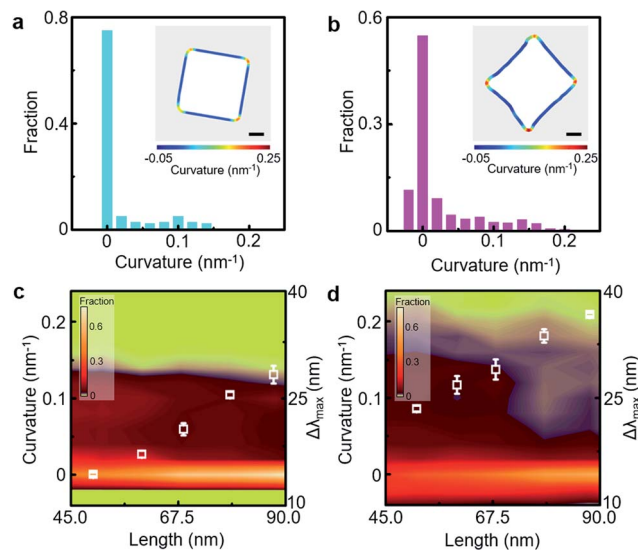 a
0.8
Fraction
0.4
0
-0.05
0.25
Curvature (nm-1)
0
0.1
0.2
Curvature (nm-1)
b
0.6
Fraction
0.3
0
-0.05
0.25
Curvature (nm-1)
0
0.1
0.2
Curvature (nm-1)
c
Fraction
0.6
0.3
0
0.2
0.1
0
Curvature (nm-1)
40
25
10
Δλmax (nm)
45.0
67.5
90.0
Length (nm)
d
Fraction
0.6
0.3
0
0.2
0.1
0
Curvature (nm-1)
40
25
10
Δλmax (nm)
45.0
67.5
90.0
Length (nm)